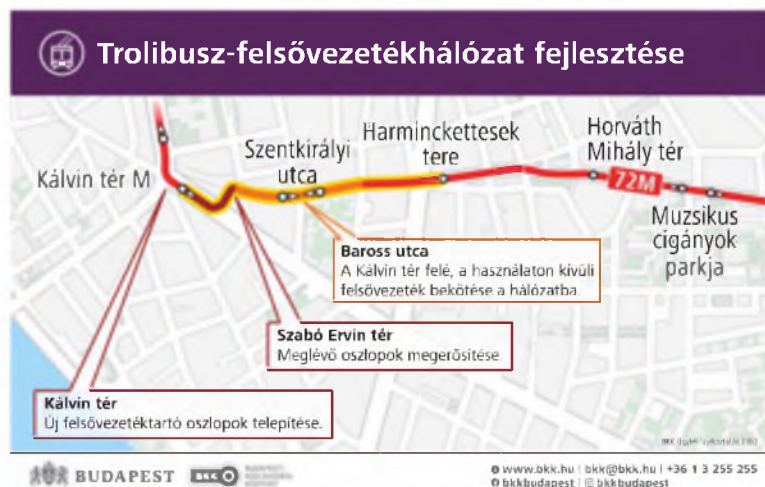 Trolibusz-felsővezetékhálózat fejlesztése
Kálvin tér M
Szentkirályi
utca
Harminckettesek
tere
Horváth
Mihály tér
72M
Muzsikus
cigányok
parkja
Baross utca
A Kálvin tér felé, a használaton kívüli
felsővezeték bekötése a hálózatba.
Szabó Ervin tér
Meglévő oszlopok megerősítése.
Kálvin tér
Új felsővezetéktartó oszlopok telepítése.
BUDAPEST
BKK
www.bkk.hu | bkk@bkk.hu | +36 1 3 255 255
bkkbudapest | bkkbudapest